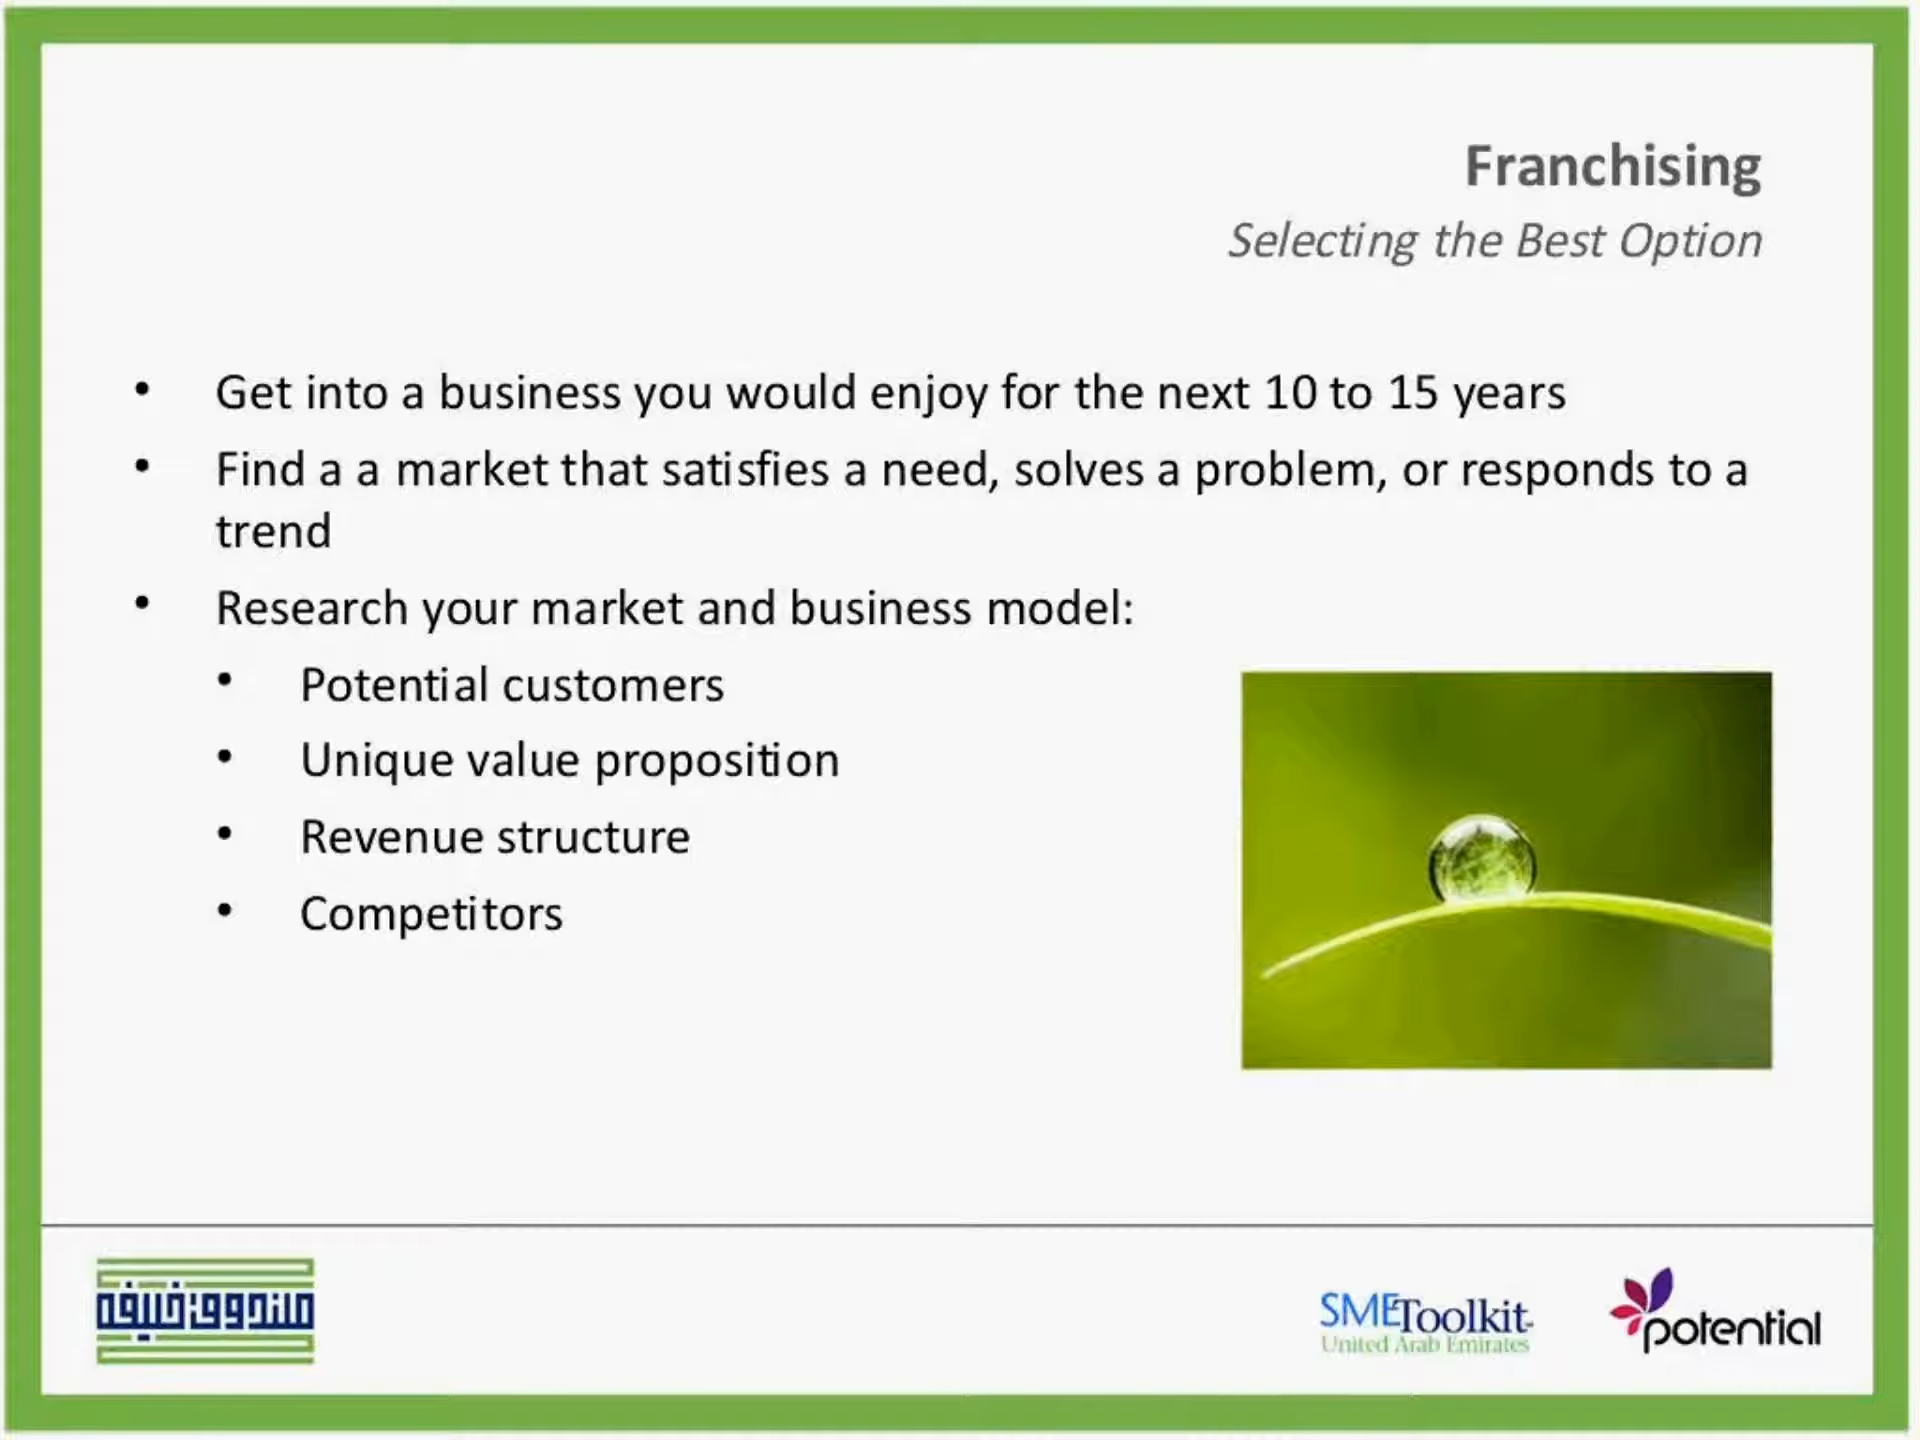 Franchising
Selecting the Best Option
• Get into a business you would enjoy for the next 10 to 15 years
• Find a a market that satisfies a need, solves a problem, or responds to a
trend
• Research your market and business model:
• Potential customers
• Unique value proposition
• Revenue structure
• Competitors
صندوق خليفة
SMEToolkit
United Arab Emirates
potential